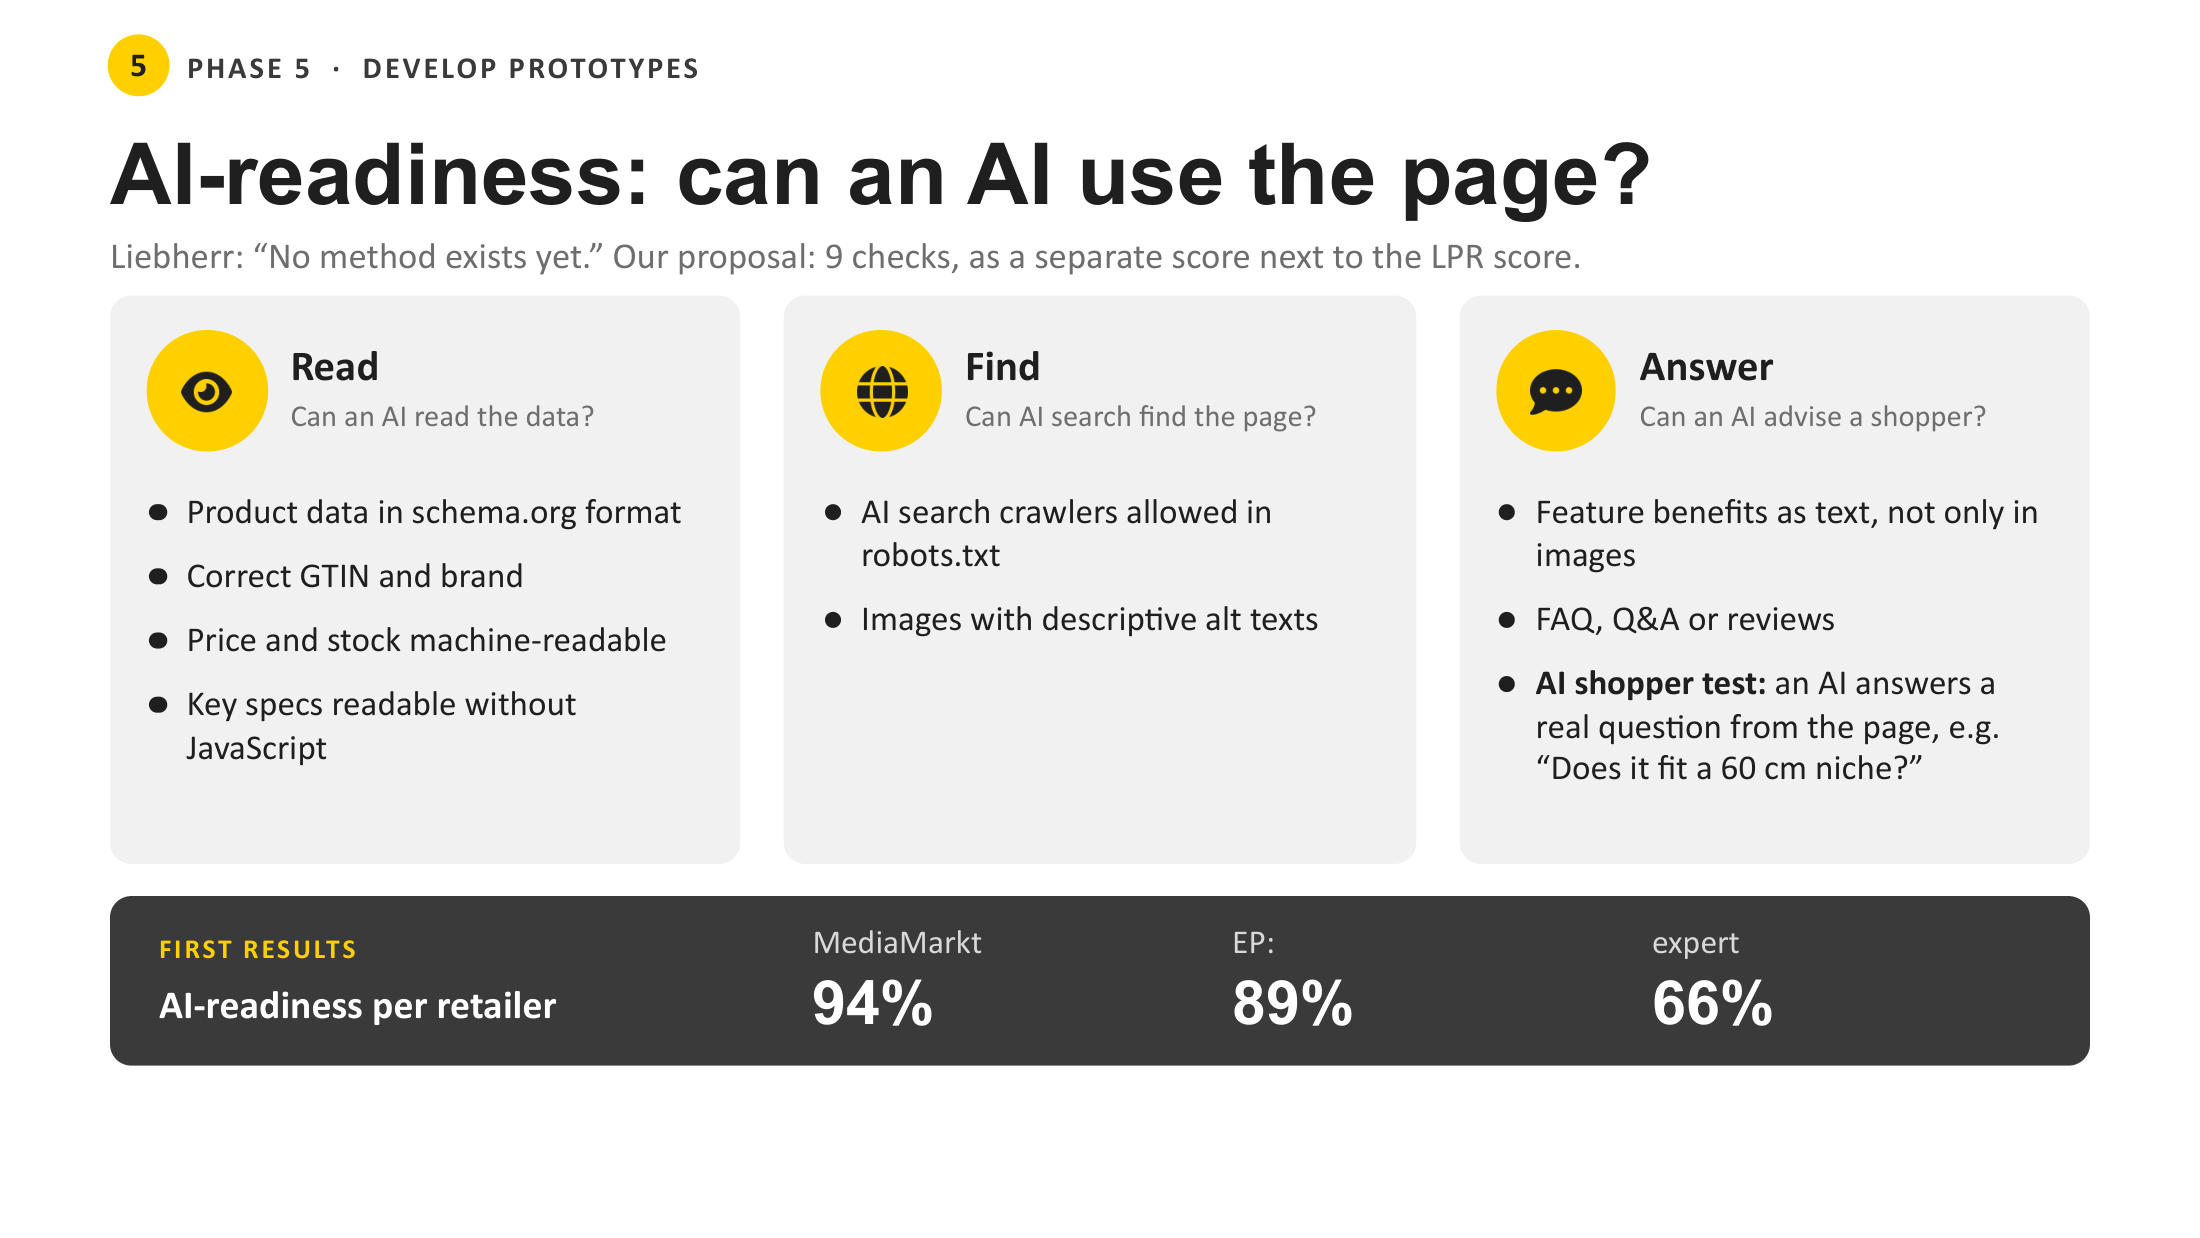 5
PHASE 5 · DEVELOP PROTOTYPES
AI-readiness: can an AI use the page?
Liebherr: “No method exists yet.” Our proposal: 9 checks, as a separate score next to the LPR score.
Read
Can an AI read the data?
● Product data in schema.org format
● Correct GTIN and brand
● Price and stock machine-readable
● Key specs readable without
JavaScript
Find
Can AI search find the page?
● AI search crawlers allowed in
robots.txt
● Images with descriptive alt texts
Answer
Can an AI advise a shopper?
● Feature benefits as text, not only in
images
● FAQ, Q&A or reviews
● AI shopper test: an AI answers a
real question from the page, e.g.
“Does it fit a 60 cm niche?”
FIRST RESULTS
AI-readiness per retailer
MediaMarkt
94%
EP:
89%
expert
66%